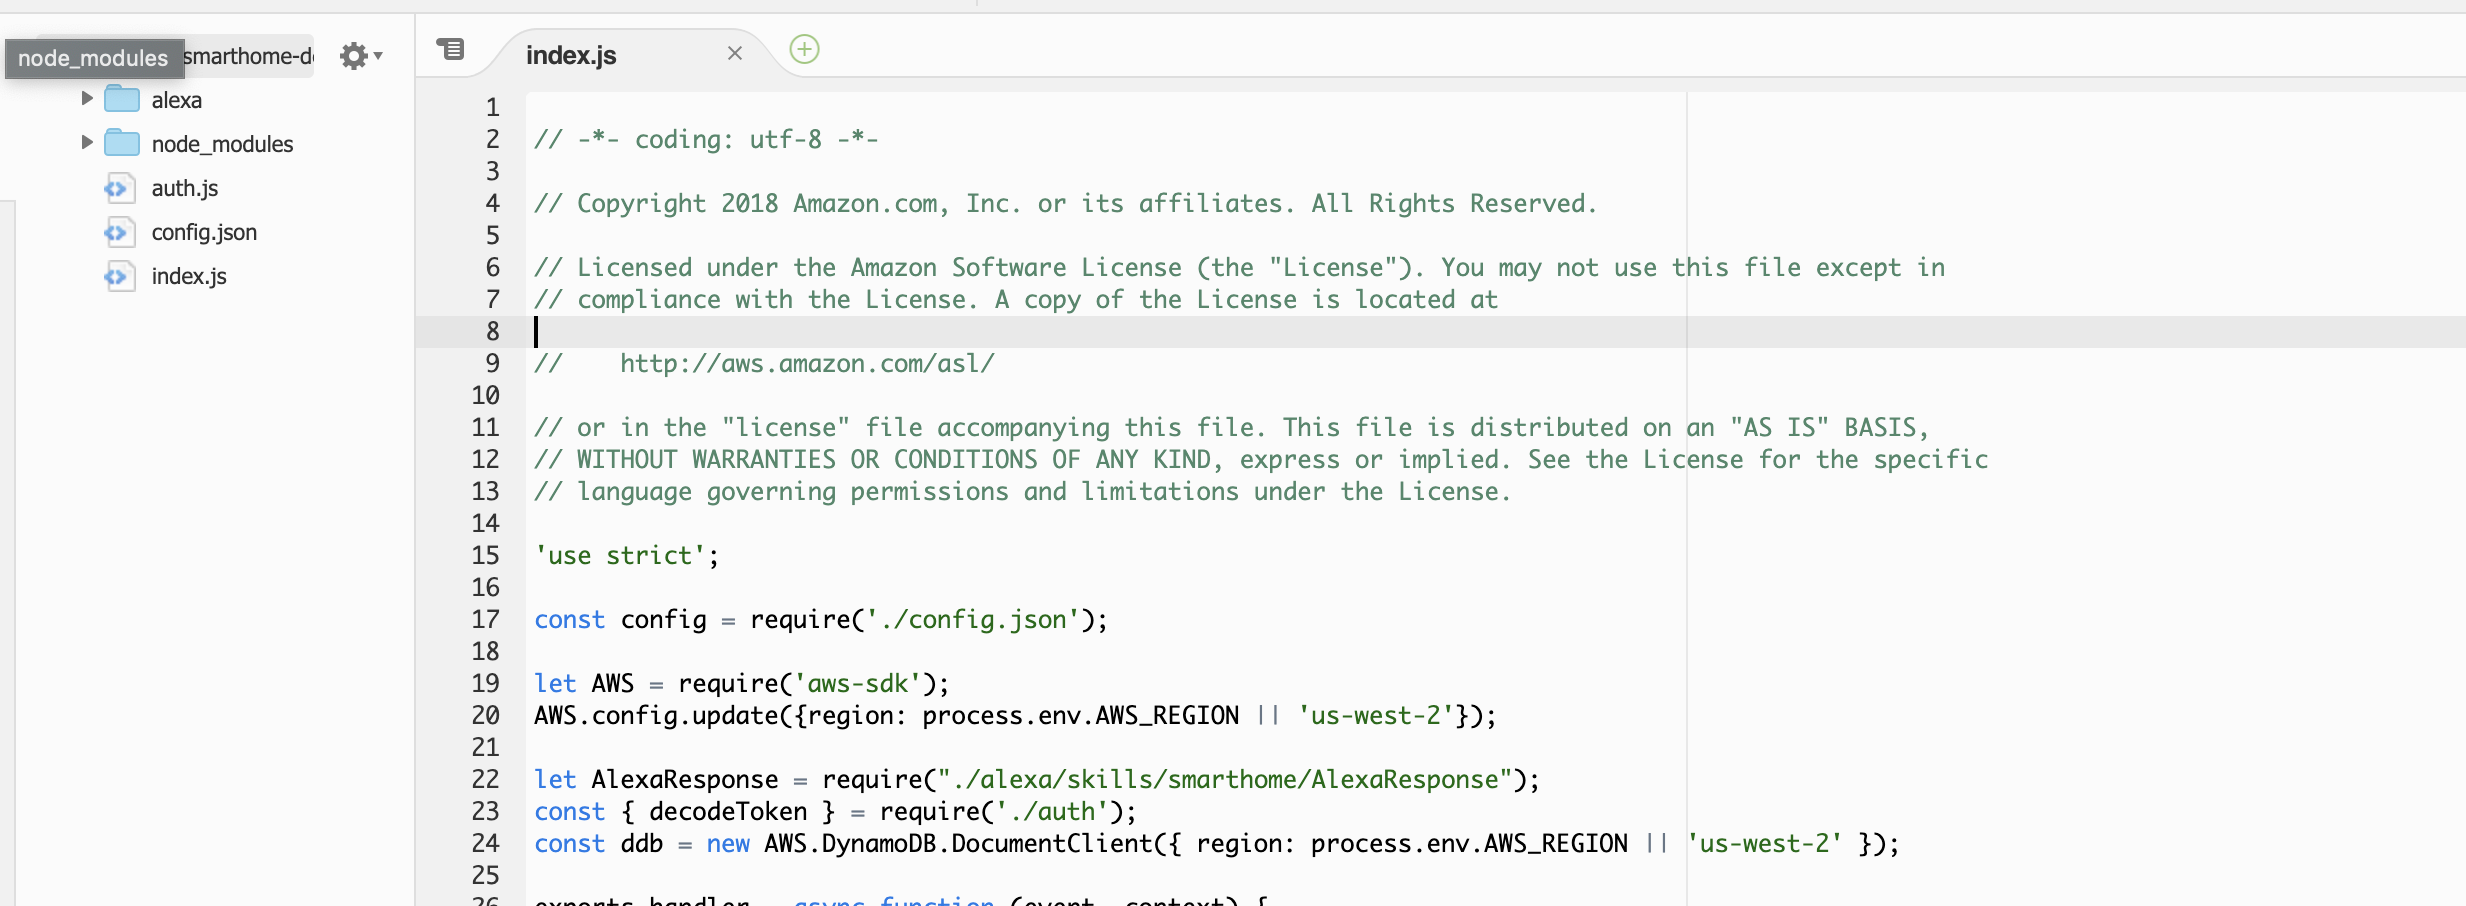 node_modules
smarthome-d
alexa
node_modules
auth.js
config.json
index.js
index.js
1
2 // -*- coding: utf-8 -*-
3
4 // Copyright 2018 Amazon.com, Inc. or its affiliates. All Rights Reserved.
5
6 // Licensed under the Amazon Software License (the "License"). You may not use this file except in
7 // compliance with the License. A copy of the License is located at
8
9 //    http://aws.amazon.com/asl/
10
11 // or in the "license" file accompanying this file. This file is distributed on an "AS IS" BASIS,
12 // WITHOUT WARRANTIES OR CONDITIONS OF ANY KIND, express or implied. See the License for the specific
13 // language governing permissions and limitations under the License.
14
15 'use strict';
16
17 const config = require('./config.json');
18
19 let AWS = require('aws-sdk');
20 AWS.config.update({region: process.env.AWS_REGION || 'us-west-2'});
21
22 let AlexaResponse = require("./alexa/skills/smarthome/AlexaResponse");
23 const { decodeToken } = require('./auth');
24 const ddb = new AWS.DynamoDB.DocumentClient({ region: process.env.AWS_REGION || 'us-west-2' });
25
26 exports.handler = async function (event, context) {